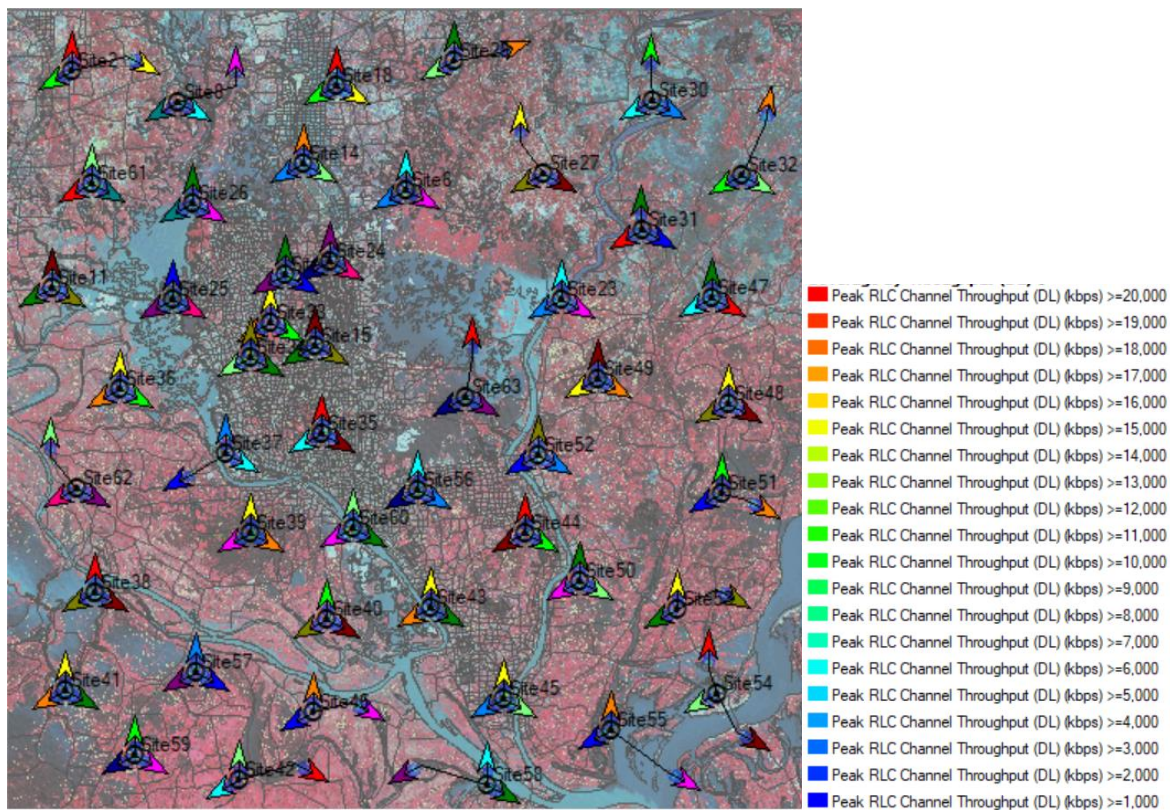 Site2
Site18
Site30
Site14
Site27
Site32
Site61
Site26
Site6
Site31
Site24
Site11
Site25
Site23
Site47
Site15
Site36
Site63
Site49
Site48
Site35
Site37
Site52
Site62
Site56
Site51
Site39
Site60
Site44
Site38
Site50
Site40
Site43
Site57
Site41
Site45
Site54
Site55
Site59
Site42
Site58
Peak RLC Channel Throughput (DL) (kbps) >=20,000
Peak RLC Channel Throughput (DL) (kbps) >=19,000
Peak RLC Channel Throughput (DL) (kbps) >=18,000
Peak RLC Channel Throughput (DL) (kbps) >=17,000
Peak RLC Channel Throughput (DL) (kbps) >=16,000
Peak RLC Channel Throughput (DL) (kbps) >=15,000
Peak RLC Channel Throughput (DL) (kbps) >=14,000
Peak RLC Channel Throughput (DL) (kbps) >=13,000
Peak RLC Channel Throughput (DL) (kbps) >=12,000
Peak RLC Channel Throughput (DL) (kbps) >=11,000
Peak RLC Channel Throughput (DL) (kbps) >=10,000
Peak RLC Channel Throughput (DL) (kbps) >=9,000
Peak RLC Channel Throughput (DL) (kbps) >=8,000
Peak RLC Channel Throughput (DL) (kbps) >=7,000
Peak RLC Channel Throughput (DL) (kbps) >=6,000
Peak RLC Channel Throughput (DL) (kbps) >=5,000
Peak RLC Channel Throughput (DL) (kbps) >=4,000
Peak RLC Channel Throughput (DL) (kbps) >=3,000
Peak RLC Channel Throughput (DL) (kbps) >=2,000
Peak RLC Channel Throughput (DL) (kbps) >=1,000